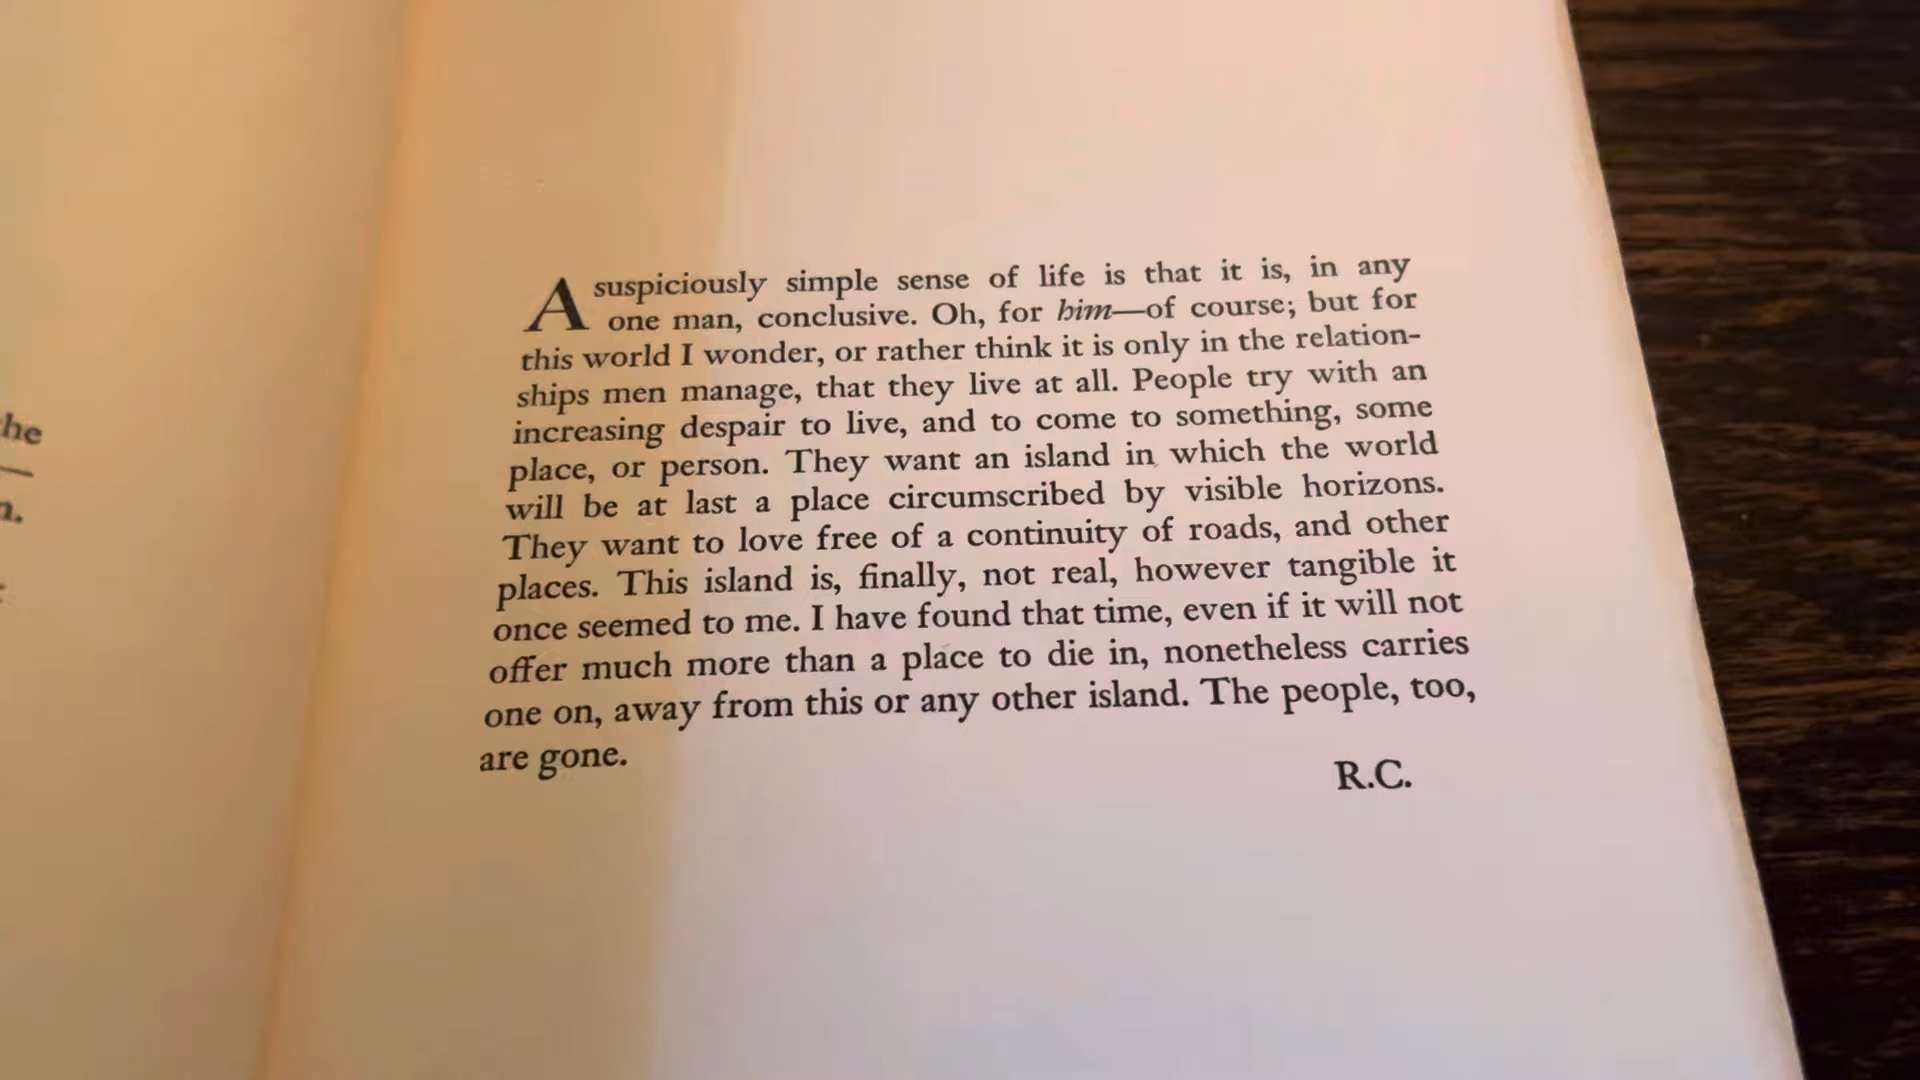 he
—
n.
A suspiciously simple sense of life is that it is, in any
one man, conclusive. Oh, for him—of course; but for
this world I wonder, or rather think it is only in the relation-
ships men manage, that they live at all. People try with an
increasing despair to live, and to come to something, some
place, or person. They want an island in which the world
will be at last a place circumscribed by visible horizons.
They want to love free of a continuity of roads, and other
places. This island is, finally, not real, however tangible it
once seemed to me. I have found that time, even if it will not
offer much more than a place to die in, nonetheless carries
one on, away from this or any other island. The people, too,
are gone.
R.C.